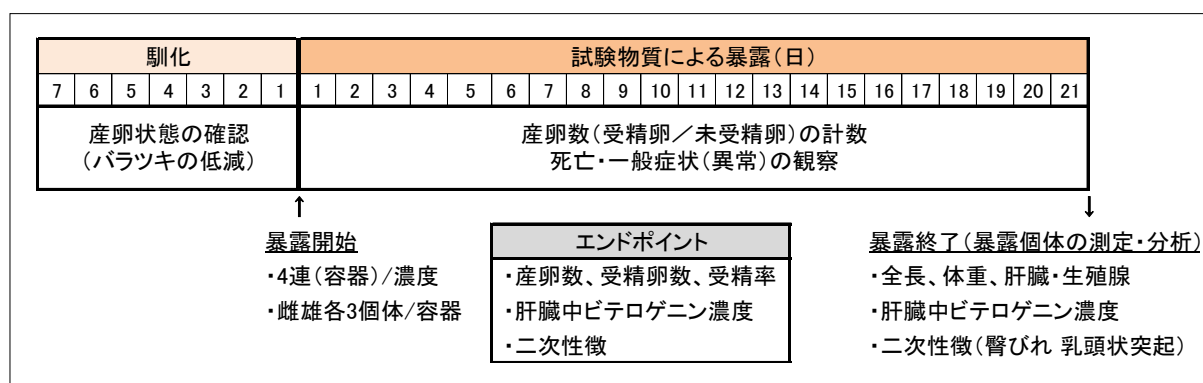 馴化 試験物質による暴露(日)
7 6 5 4 3 2 1 1 2 3 4 5 6 7 8 9 10 11 12 13 14 15 16 17 18 19 20 21
産卵状態の確認
(バラツキの低減)
産卵数(受精卵/未受精卵)の計数
死亡・一般症状(異常)の観察
↑
暴露開始
・4連(容器)/濃度
・雌雄各3個体/容器
エンドポイント
・産卵数、受精卵数、受精率
・肝臓中ビテロゲニン濃度
・二次性徴
↓
暴露終了(暴露個体の測定・分析)
・全長、体重、肝臓・生殖腺
・肝臓中ビテロゲニン濃度
・二次性徴(臀びれ 乳頭状突起)